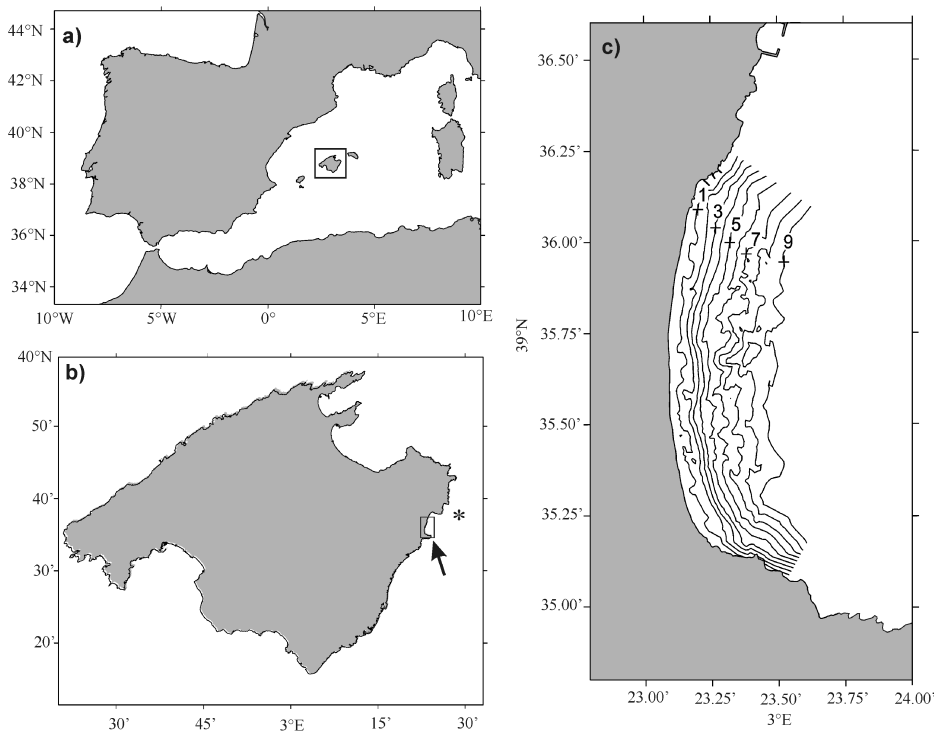 a)
44°N
42°N
40°N
38°N
36°N
34°N
10°W
5°W
0°
5°E
10°E
b)
40°N
50’
40’
30’
20’
*
30’
45’
3°E
15’
30’
c)
36.50’
36.25’
36.00’
35.75’
35.50’
35.25’
35.00’
39°N
1
3
5
7
9
23.00’
23.25’
23.50’
23.75’
24.00’
3°E